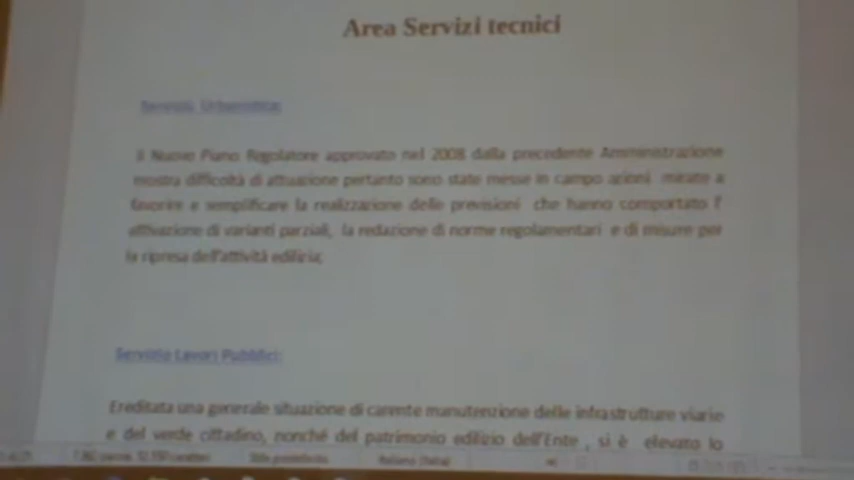 Area Servizi tecnici
Servizio Urbanistica:
Il Nuovo Piano Regolatore approvato nel 2008 dalla precedente Amministrazione
mostra difficoltà di attuazione pertanto sono state messe in campo azioni mirate a
favorire e semplificare la realizzazione delle previsioni che hanno comportato l'
attivazione di varianti parziali, la redazione di norme regolamentari e di misure per
la ripresa dell'attività edilizia;
Servizio Lavori Pubblici:
Ereditata una generale situazione di carente manutenzione delle infrastrutture viarie
e del verde cittadino, nonché del patrimonio edilizio dell'Ente , si è elevato lo
Stile predefinito Italiano (Italia)